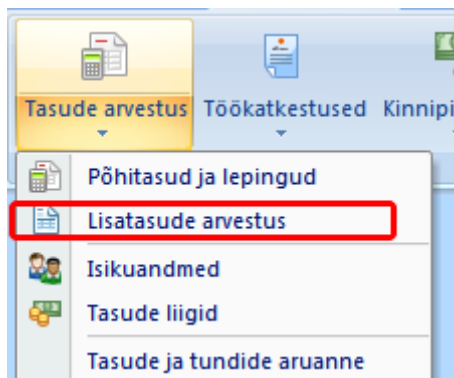 Tasude arvestus Töökatkestused
Põhitasud ja lepingud
Lisatasude arvestus
Isikuandmed
Tasude liigid
Tasude ja tundide aruanne